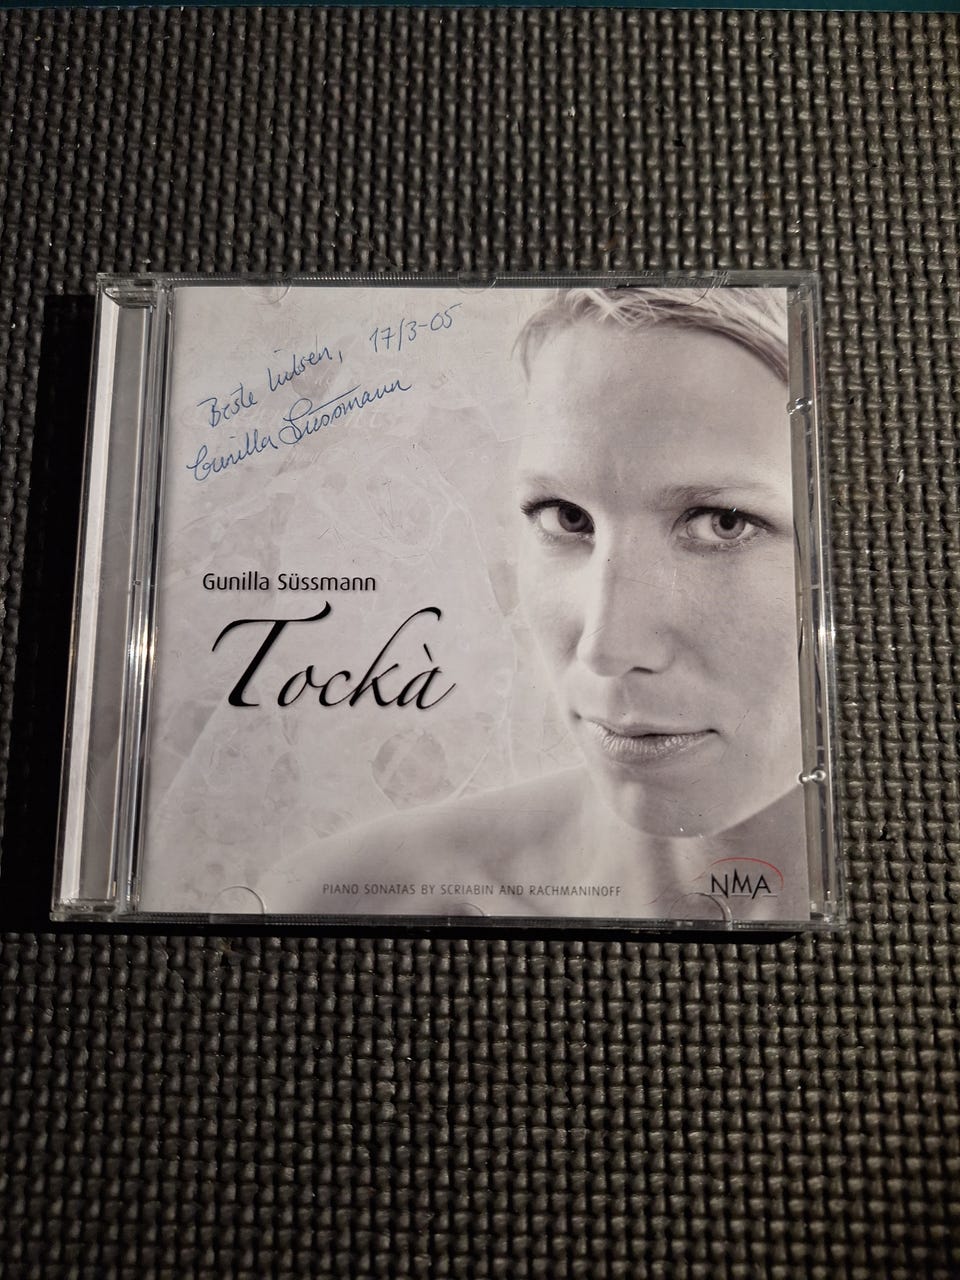 Beste hilsen, 17/3-05
Gunilla Süssmann
Gunilla Süssmann
Tockà
PIANO SONATAS BY SCRIABIN AND RACHMANINOFF
NMA